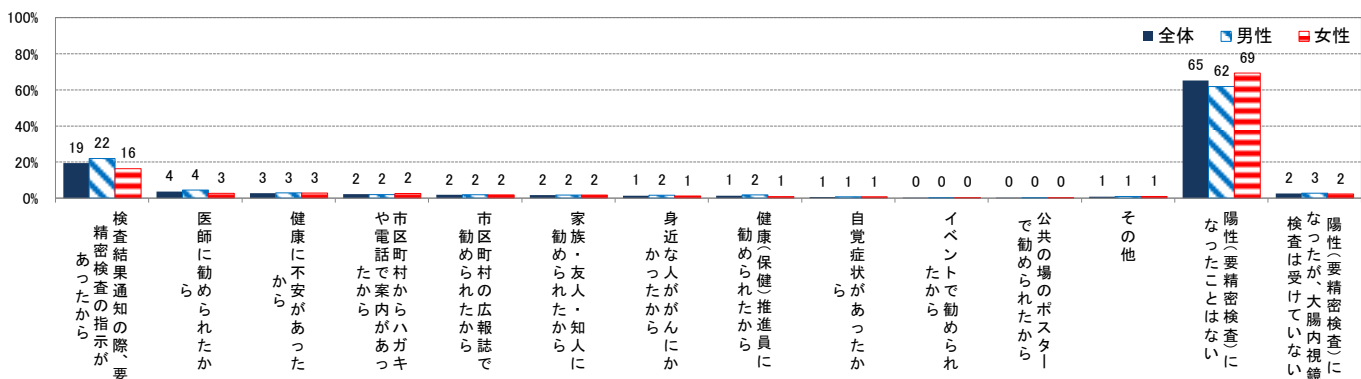 100%
80%
60%
40%
20%
0%
全体 男性 女性
19 22 16
4 4 3
3 3 3
2 2 2
2 2 2
2 2 2
1 2 1
1 2 1
1 1 1
0 0 0
0 0 0
1 1 1
65 62 69
2 3 2
検査結果通知の際、要
精密検査の指示が
あったから
医師に勧められたか
ら
健康に不安があった
から
市区町村からハガキ
や電話で案内があっ
たから
市区町村の広報誌で
勧められたから
家族・友人・知人に
勧められたから
身近な人ががんにか
かったから
健康(保健)推進員に
勧められたから
自覚症状があったか
ら
イベントで勧められ
たから
公共の場のポスター
で勧められたから
その他
陽性(要精密検査)に
なったことはない
陽性(要精密検査)に
なったが、大腸内視鏡
検査は受けていない